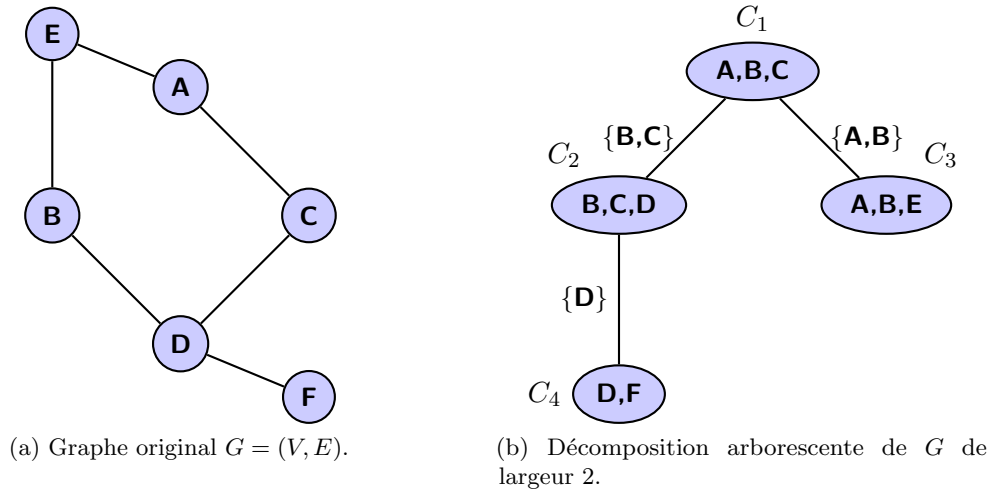 E
A
B
C
D
F
(a) Graphe original G = (V, E).
C₁
A,B,C
{B,C}
{A,B}
C₂
C₃
B,C,D
A,B,E
{D}
C₄
D,F
(b) Décomposition arborescente de G de
largeur 2.